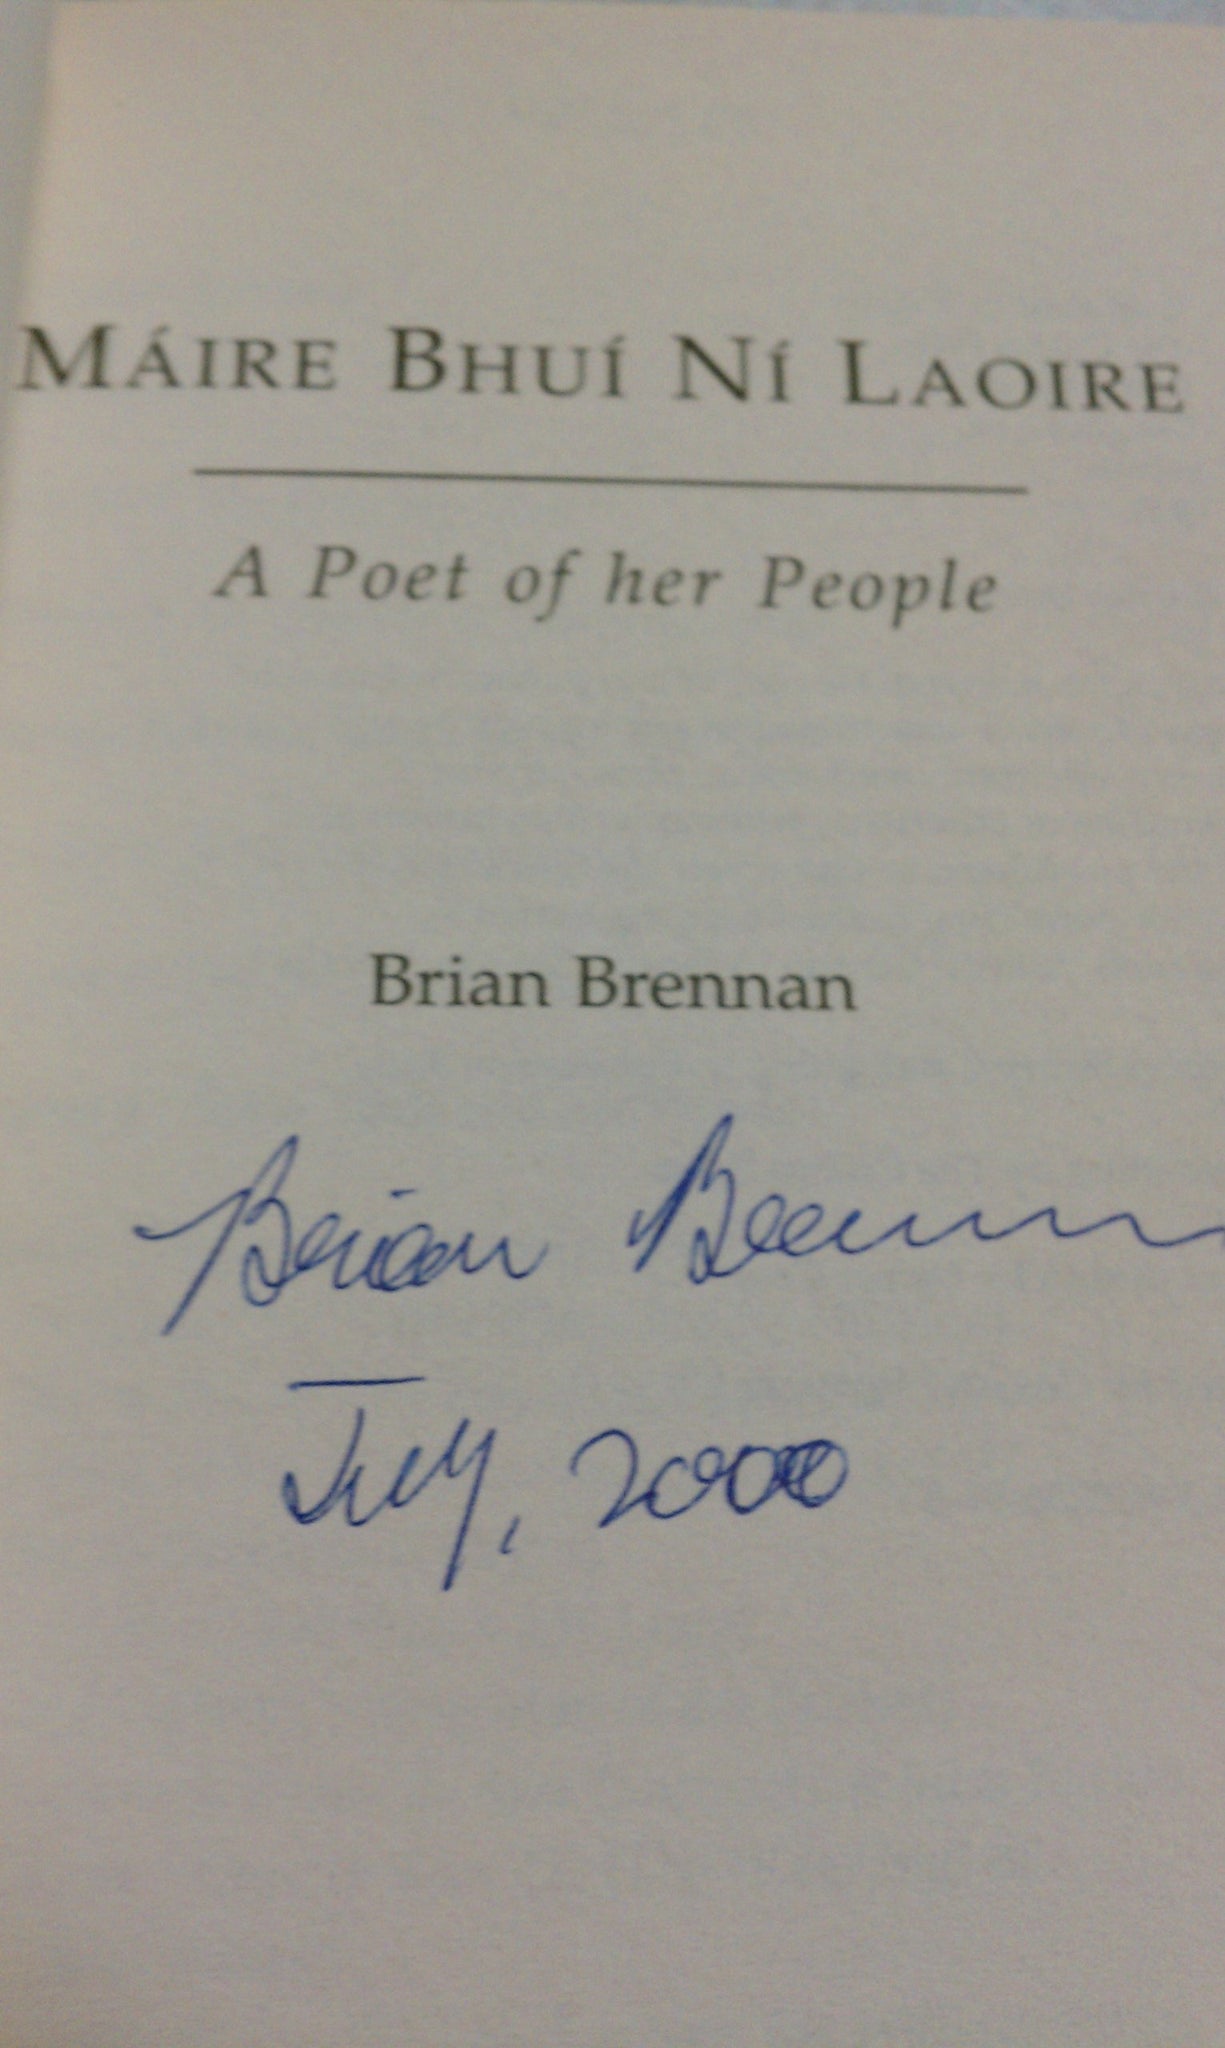 MÁIRE BHUÍ NÍ LAOIRE
A Poet of her People
Brian Brennan
Brian Brennan
July, 2000